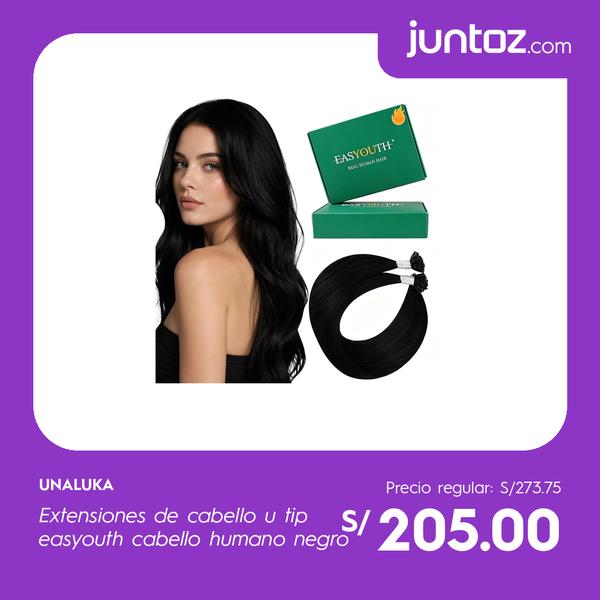 juntoz.com
EASYOUTH
REAL HUMAN HAIR
EASYOUTH
UNALUKA
Precio regular: S/273.75
Extensiones de cabello u tip
easyouth cabello humano negro
S/ 205.00